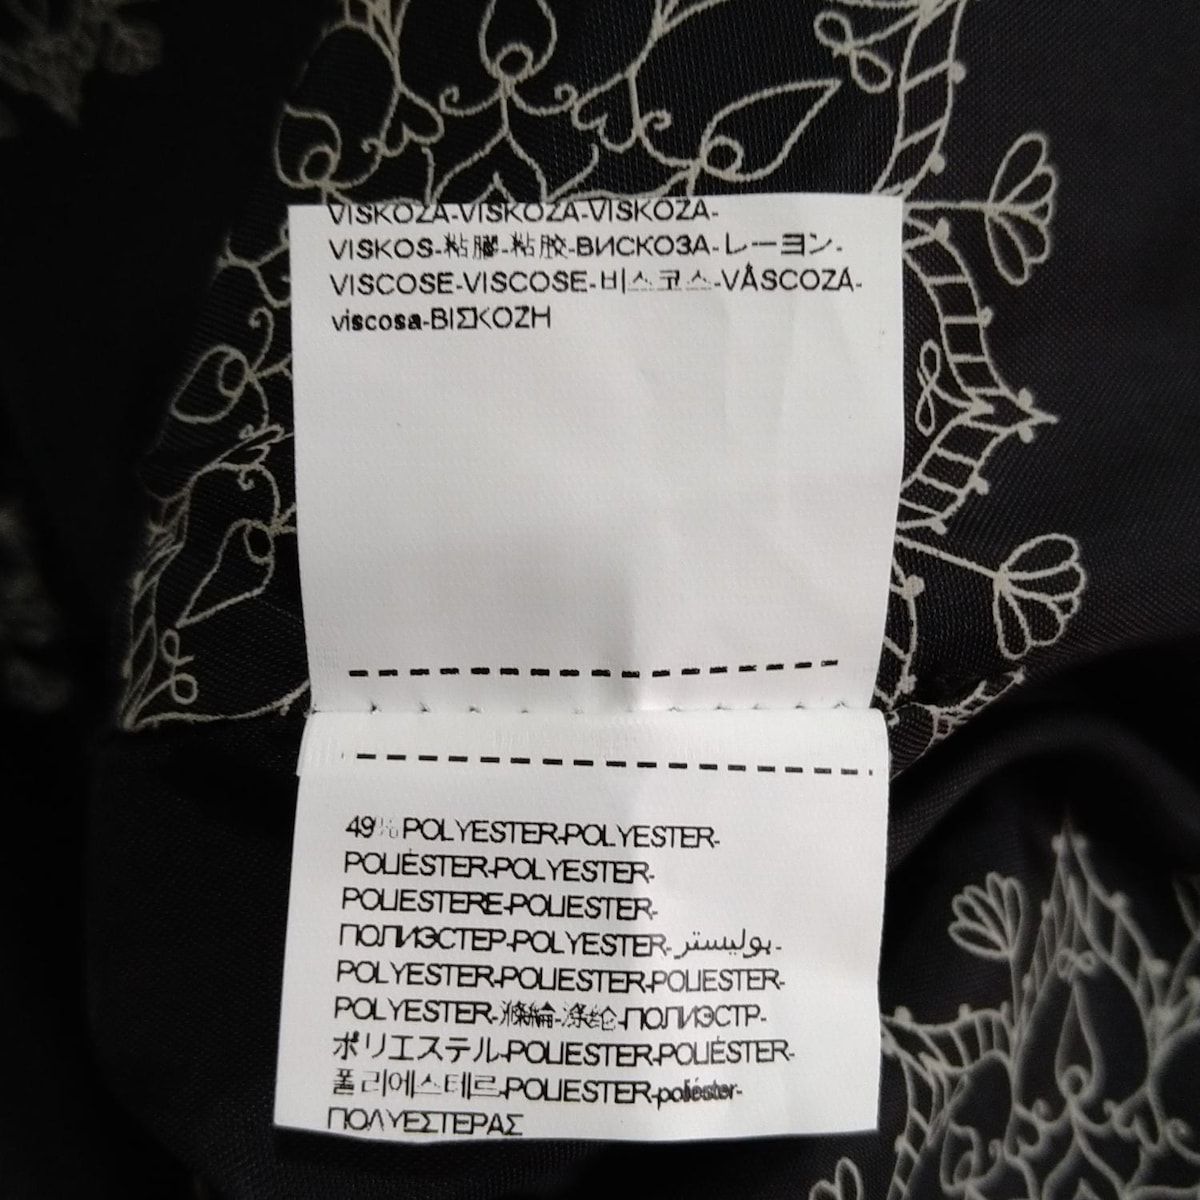 VISKOZA-VISKOZA-VISKOZA-
VISKOS-粘膠-粘胶-ВИСКОЗА-レーヨン-
VISCOSE-VISCOSE-비스코스-VÂSCOZA-
viscosa-ΒΙΣΚΟΖΗ
49% POLYESTER-POLYESTER-
POLIÉSTER-POLYESTER-
POLIESTERE-POLIESTER-
ПОЛИЭСТЕР-POLYESTER-بوليستر-
POLYESTER-POLIESTER-POLIESTER-
POLYESTER-滌綸-涤纶-ПОЛИЭСТР-
ポリエステル-POLIESTER-POLIÉSTER-
폴리에스테르-POLIESTER-poliéster-
ΠΟΛΥΕΣΤΕΡΑΣ